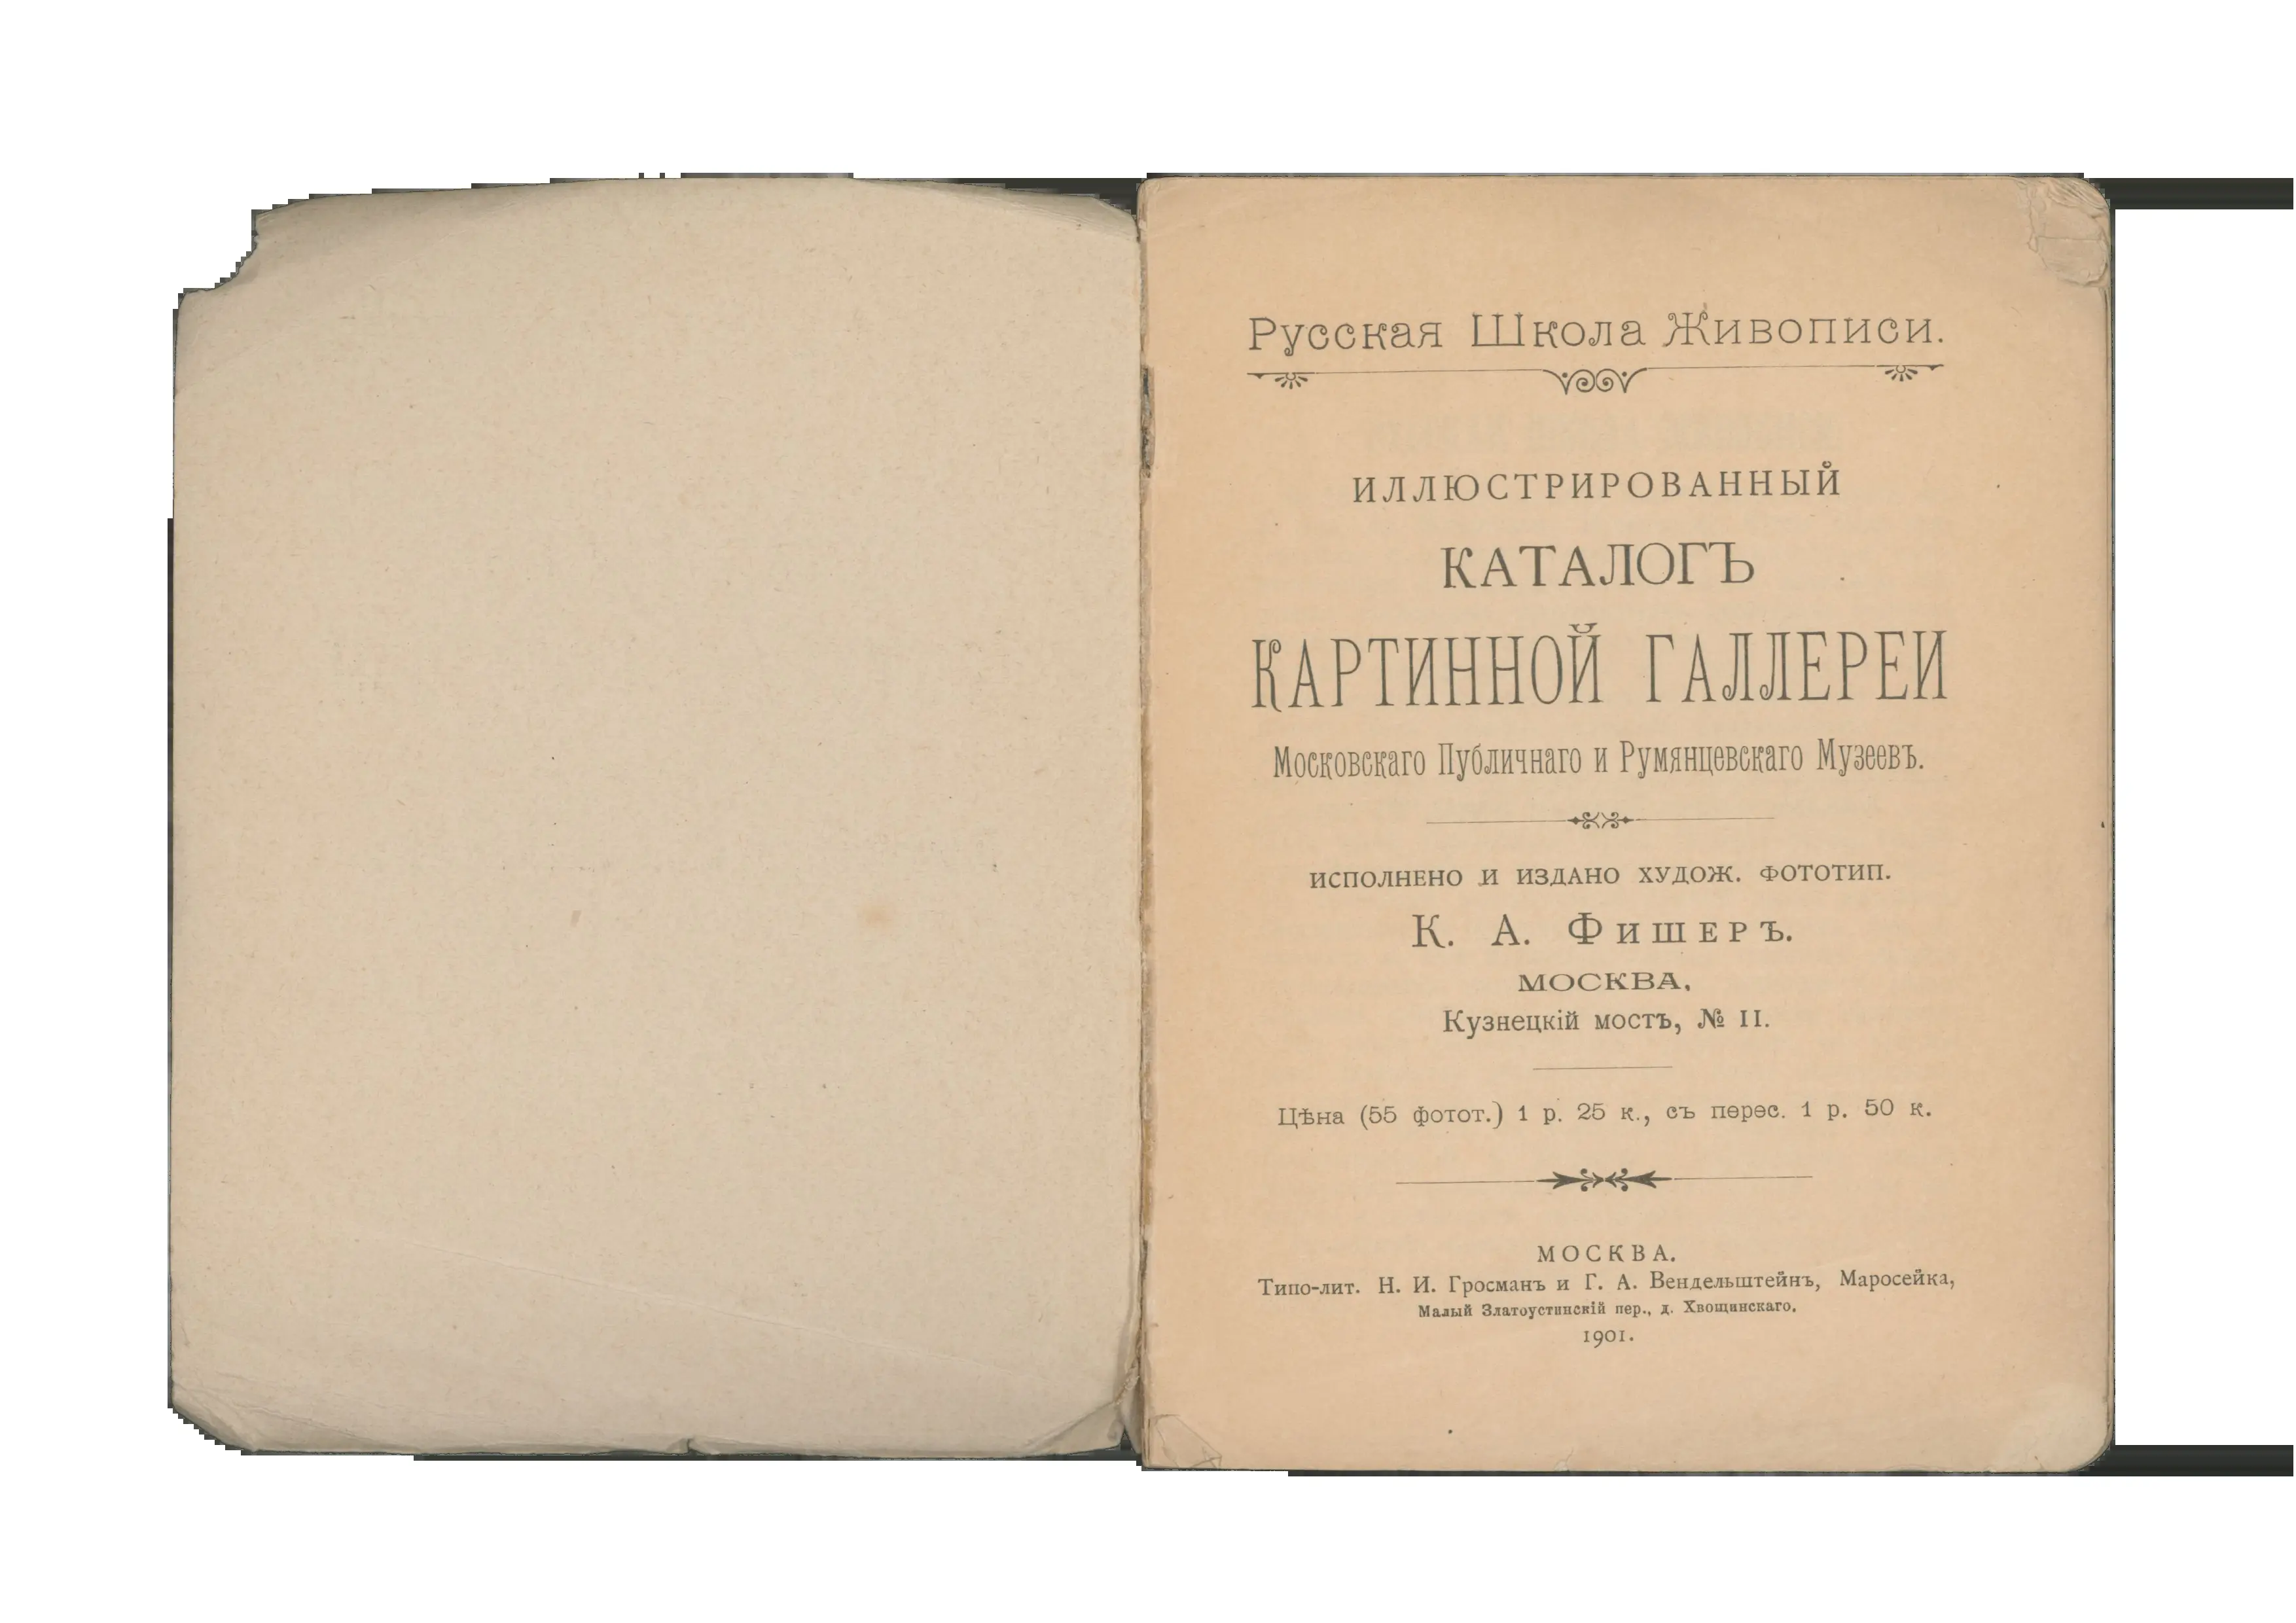 Русская Школа Живописи.
ИЛЛЮСТРИРОВАННЫЙ
КАТАЛОГЪ
КАРТИННОЙ ГАЛЛЕРЕИ
Московскаго Публичнаго и Румянцевскаго Музеевъ.
ИСПОЛНЕНО И ИЗДАНО ХУДОЖ. ФОТОТИП.
К. А. Фишеръ.
МОСКВА,
Кузнецкій мостъ, № 11.
Цѣна (55 фотот.) 1 р. 25 к., съ перес. 1 р. 50 к.
МОСКВА.
Типо-лит. Н. И. Гросманъ и Г. А. Вендельштейнъ, Маросейка,
Малый Златоустинскій пер., д. Хвощинскаго.
1901.